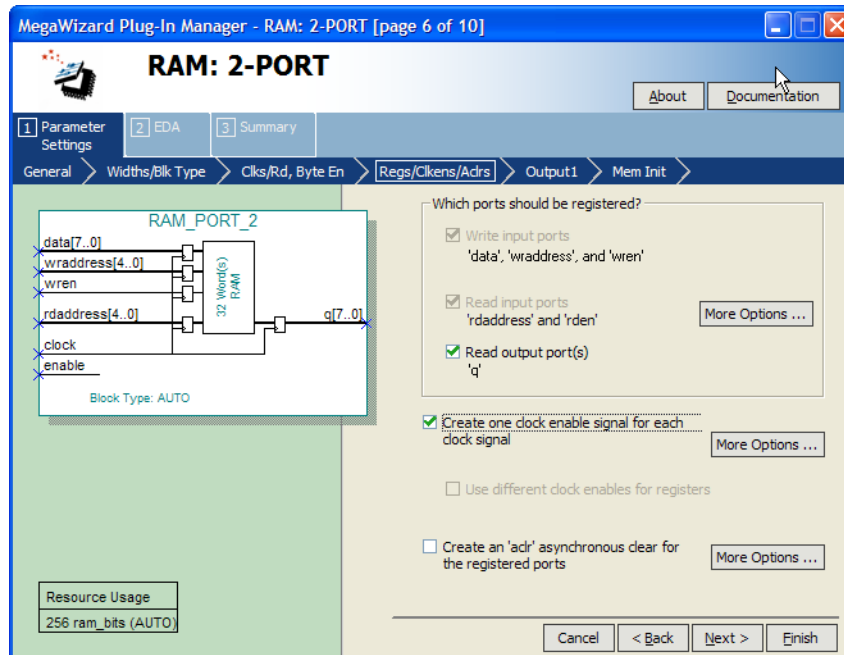 MegaWizard Plug-In Manager - RAM: 2-PORT [page 6 of 10]
RAM: 2-PORT
About
Documentation
1 Parameter Settings
2 EDA
3 Summary
General
Widths/Blk Type
Clks/Rd, Byte En
Regs/Clkens/Aclrs
Output1
Mem Init
RAM_PORT_2
data[7..0]
wraddress[4..0]
wren
rdaddress[4..0]
clock
enable
32 Word(s)
RAM
q[7..0]
Block Type: AUTO
Resource Usage
256 ram_bits (AUTO)
Which ports should be registered?
Write input ports
'data', 'wraddress', and 'wren'
Read input ports
'rdaddress' and 'rden'
More Options ...
Read output port(s)
'q'
Create one clock enable signal for each
clock signal
More Options ...
Use different clock enables for registers
Create an 'aclr' asynchronous clear for
the registered ports
More Options ...
Cancel
< Back
Next >
Finish